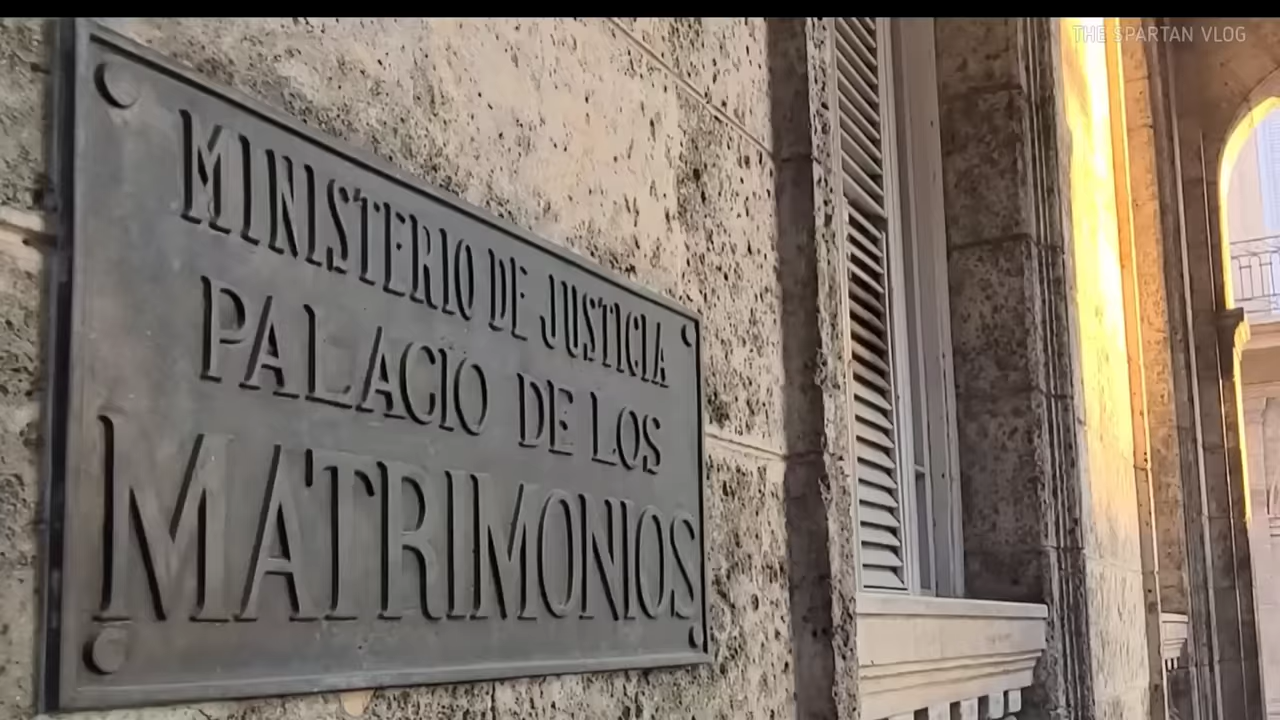 THE SPARTAN VLOG
MINISTERIO DE JUSTICIA
PALACIO DE LOS
MATRIMONIOS